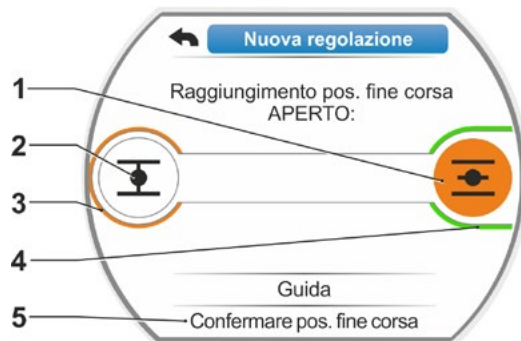 Nuova regolazione
Raggiungimento pos. fine corsa
APERTO:
1
2
3
4
Guida
5
Confermare pos. fine corsa